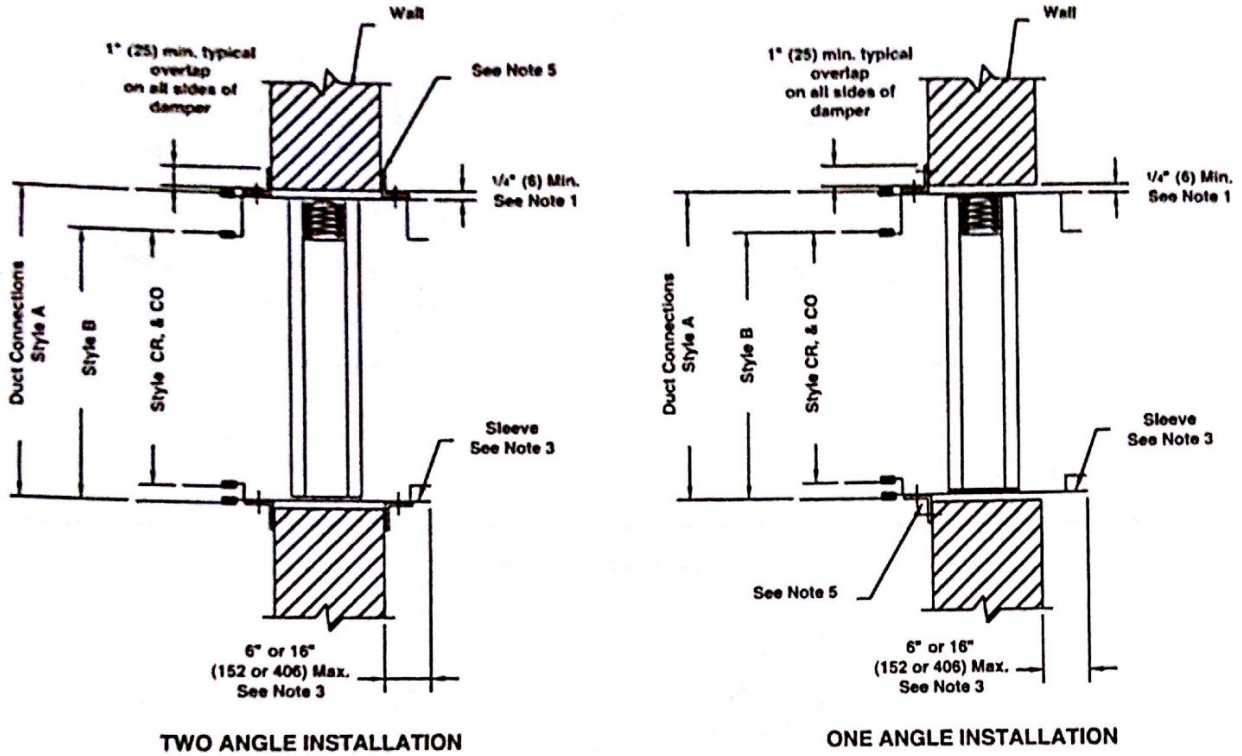 Wall
1" (25) min. typical
overlap
on all sides of
damper
See Note 5
1/4" (6) Min.
See Note 1
Duct Connections
Style A
Style B
Style CR, & CO
Sleeve
See Note 3
6" or 16"
(152 or 406) Max.
See Note 3
TWO ANGLE INSTALLATION
Wall
1" (25) min. typical
overlap
on all sides of
damper
1/4" (6) Min.
See Note 1
Duct Connections
Style A
Style B
Style CR, & CO
Sleeve
See Note 3
See Note 5
6" or 16"
(152 or 406) Max.
See Note 3
ONE ANGLE INSTALLATION